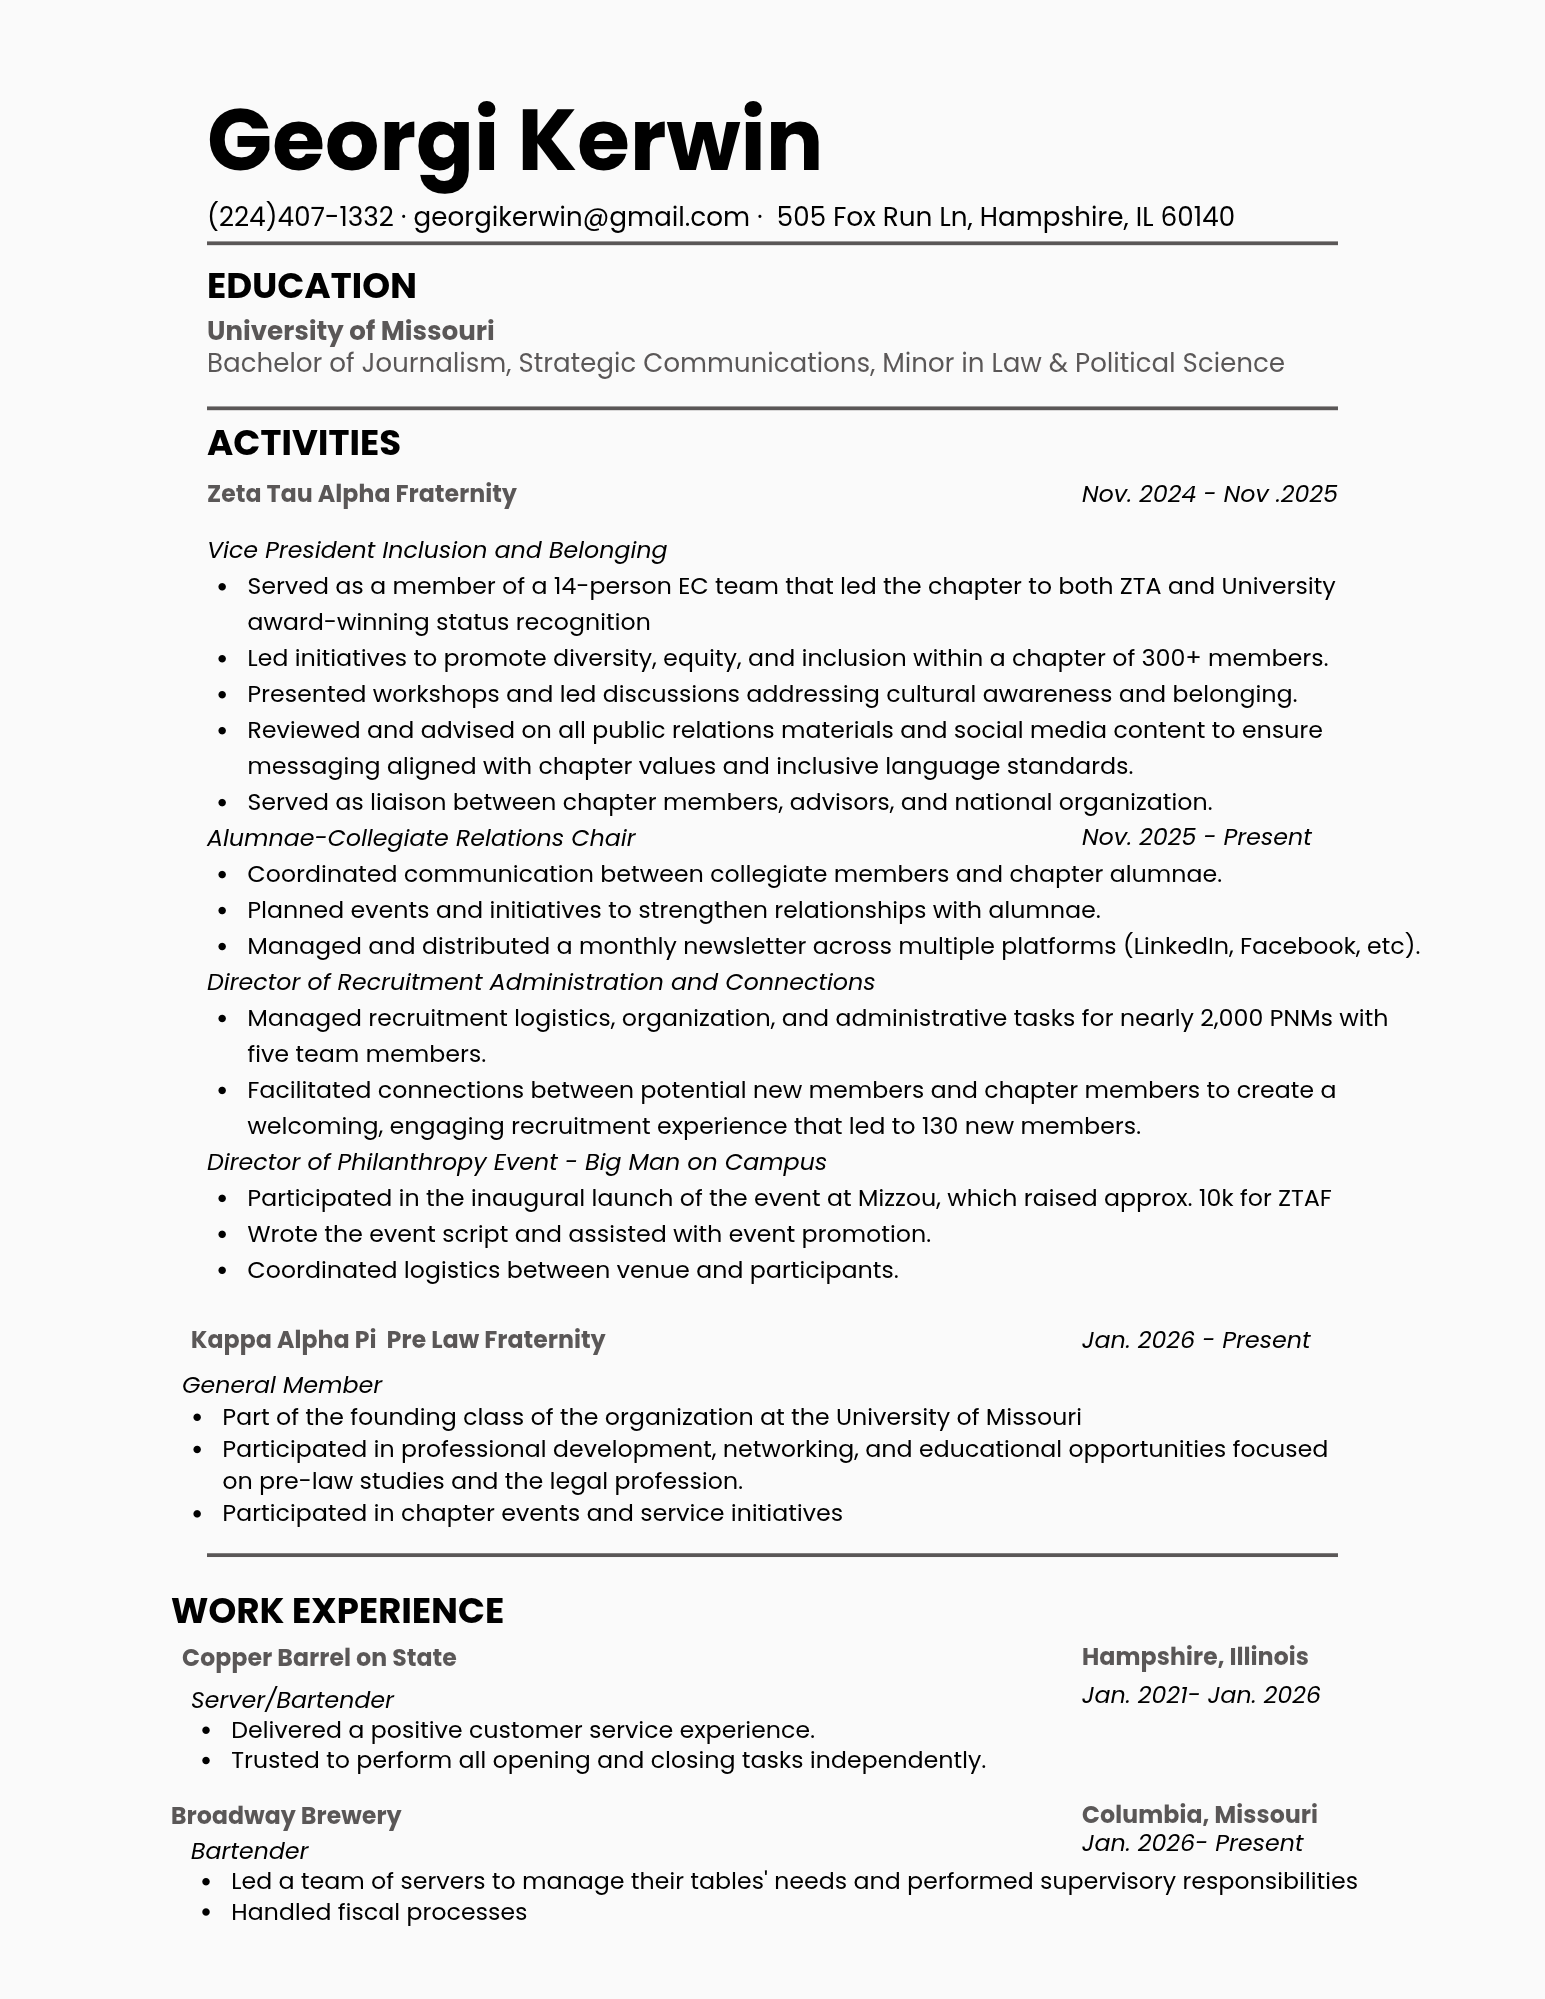 Georgi Kerwin
(224)407-1332 · georgikerwin@gmail.com · 505 Fox Run Ln, Hampshire, IL 60140
EDUCATION
University of Missouri
Bachelor of Journalism, Strategic Communications, Minor in Law & Political Science
ACTIVITIES
Zeta Tau Alpha Fraternity Nov. 2024 - Nov .2025
Vice President Inclusion and Belonging
• Served as a member of a 14-person EC team that led the chapter to both ZTA and University
award-winning status recognition
• Led initiatives to promote diversity, equity, and inclusion within a chapter of 300+ members.
• Presented workshops and led discussions addressing cultural awareness and belonging.
• Reviewed and advised on all public relations materials and social media content to ensure
messaging aligned with chapter values and inclusive language standards.
• Served as liaison between chapter members, advisors, and national organization.
Alumnae-Collegiate Relations Chair Nov. 2025 - Present
• Coordinated communication between collegiate members and chapter alumnae.
• Planned events and initiatives to strengthen relationships with alumnae.
• Managed and distributed a monthly newsletter across multiple platforms (LinkedIn, Facebook, etc).
Director of Recruitment Administration and Connections
• Managed recruitment logistics, organization, and administrative tasks for nearly 2,000 PNMs with
five team members.
• Facilitated connections between potential new members and chapter members to create a
welcoming, engaging recruitment experience that led to 130 new members.
Director of Philanthropy Event - Big Man on Campus
• Participated in the inaugural launch of the event at Mizzou, which raised approx. 10k for ZTAF
• Wrote the event script and assisted with event promotion.
• Coordinated logistics between venue and participants.
Kappa Alpha Pi Pre Law Fraternity Jan. 2026 - Present
General Member
• Part of the founding class of the organization at the University of Missouri
• Participated in professional development, networking, and educational opportunities focused
on pre-law studies and the legal profession.
• Participated in chapter events and service initiatives
WORK EXPERIENCE
Copper Barrel on State Hampshire, Illinois
Server/Bartender Jan. 2021- Jan. 2026
• Delivered a positive customer service experience.
• Trusted to perform all opening and closing tasks independently.
Broadway Brewery Columbia, Missouri
Bartender Jan. 2026- Present
• Led a team of servers to manage their tables' needs and performed supervisory responsibilities
• Handled fiscal processes